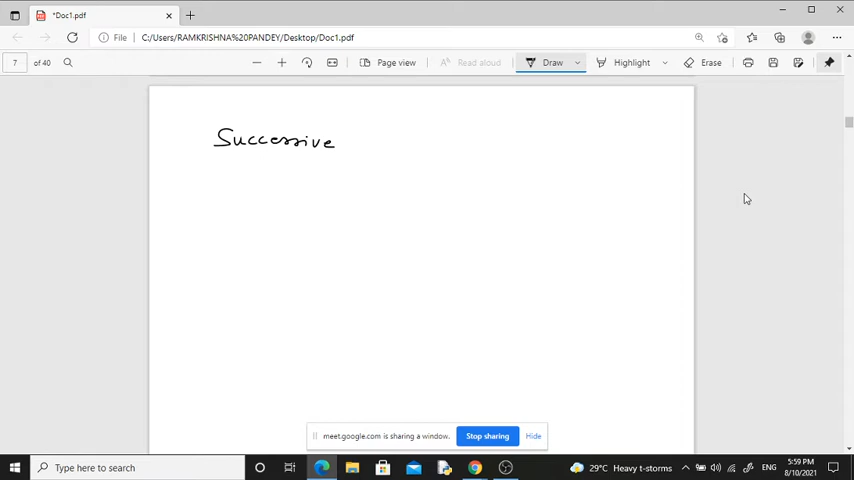 *Doc1.pdf
File C:/Users/RAMKRISHNA%20PANDEY/Desktop/Doc1.pdf
7 of 40 Page view Read aloud Draw Highlight Erase
Successive
meet.google.com is sharing a window. Stop sharing Hide
Type here to search 29°C Heavy t-storms ENG 5:59 PM
8/10/2021